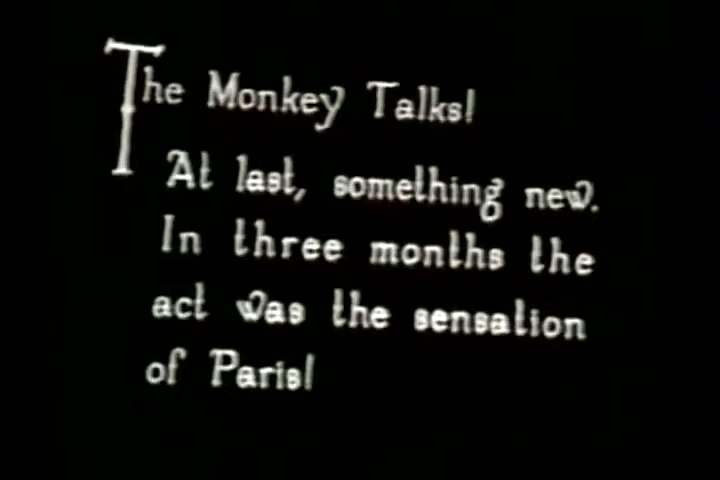 The Monkey Talks!
At last, something new.
In three months the
act was the sensation
of Paris!